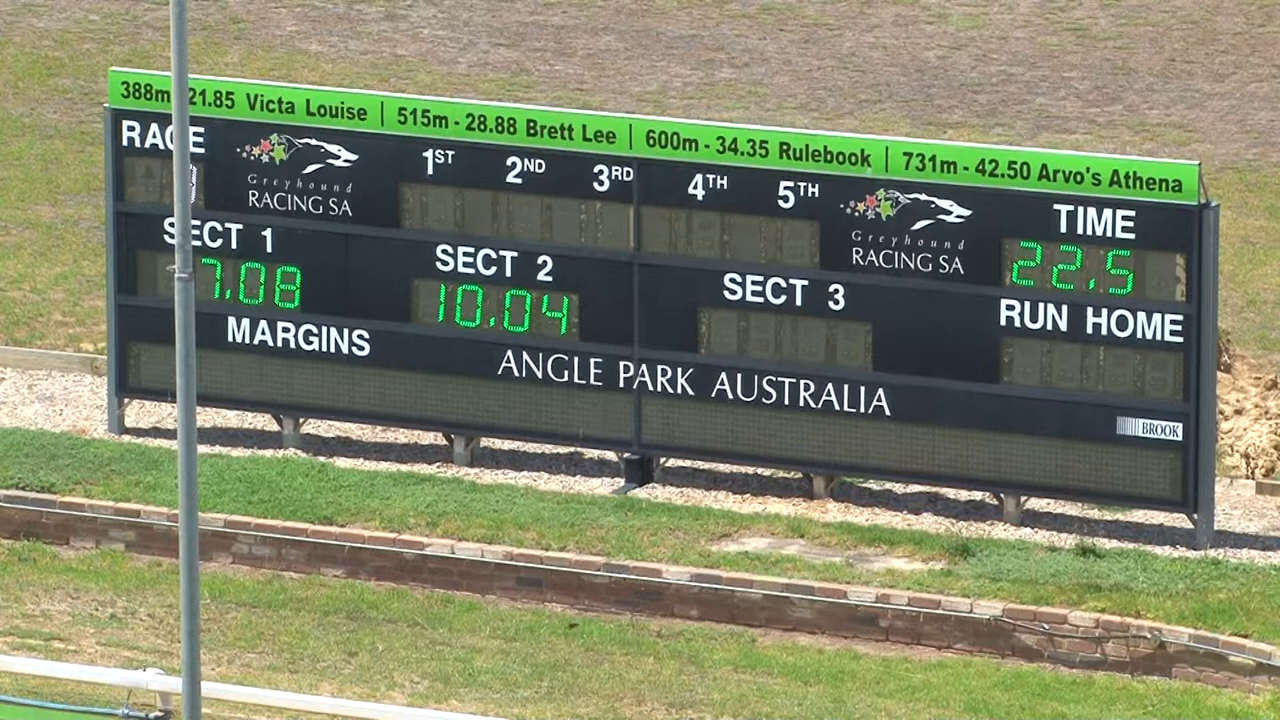 388m 21.85 Victa Louise | 515m - 28.88 Brett Lee | 600m - 34.35 Rulebook | 731m - 42.50 Arvo's Athena
RACE
Greyhound
RACING SA
1ST 2ND 3RD 4TH 5TH
Greyhound
RACING SA
TIME
22.5
SECT 1
7.08
SECT 2
10.04
SECT 3
RUN HOME
MARGINS
ANGLE PARK AUSTRALIA
BROOK